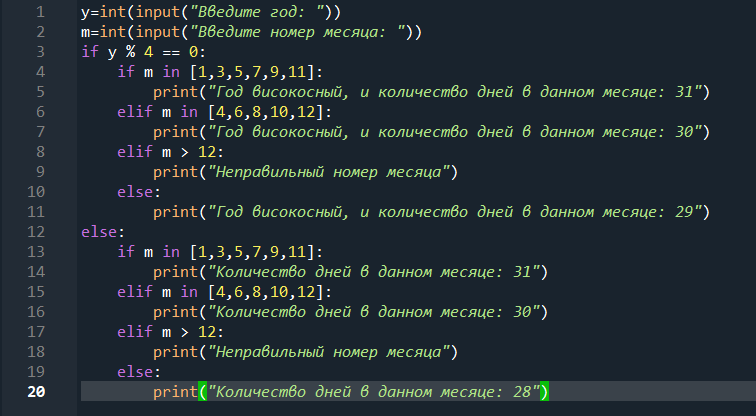 1 y=int(input("Введите год: "))
2 m=int(input("Введите номер месяца: "))
3 if y % 4 == 0:
4     if m in [1,3,5,7,9,11]:
5         print("Год високосный, и количество дней в данном месяце: 31")
6     elif m in [4,6,8,10,12]:
7         print("Год високосный, и количество дней в данном месяце: 30")
8     elif m > 12:
9         print("Неправильный номер месяца")
10     else:
11         print("Год високосный, и количество дней в данном месяце: 29")
12 else:
13     if m in [1,3,5,7,9,11]:
14         print("Количество дней в данном месяце: 31")
15     elif m in [4,6,8,10,12]:
16         print("Количество дней в данном месяце: 30")
17     elif m > 12:
18         print("Неправильный номер месяца")
19     else:
20         print("Количество дней в данном месяце: 28")